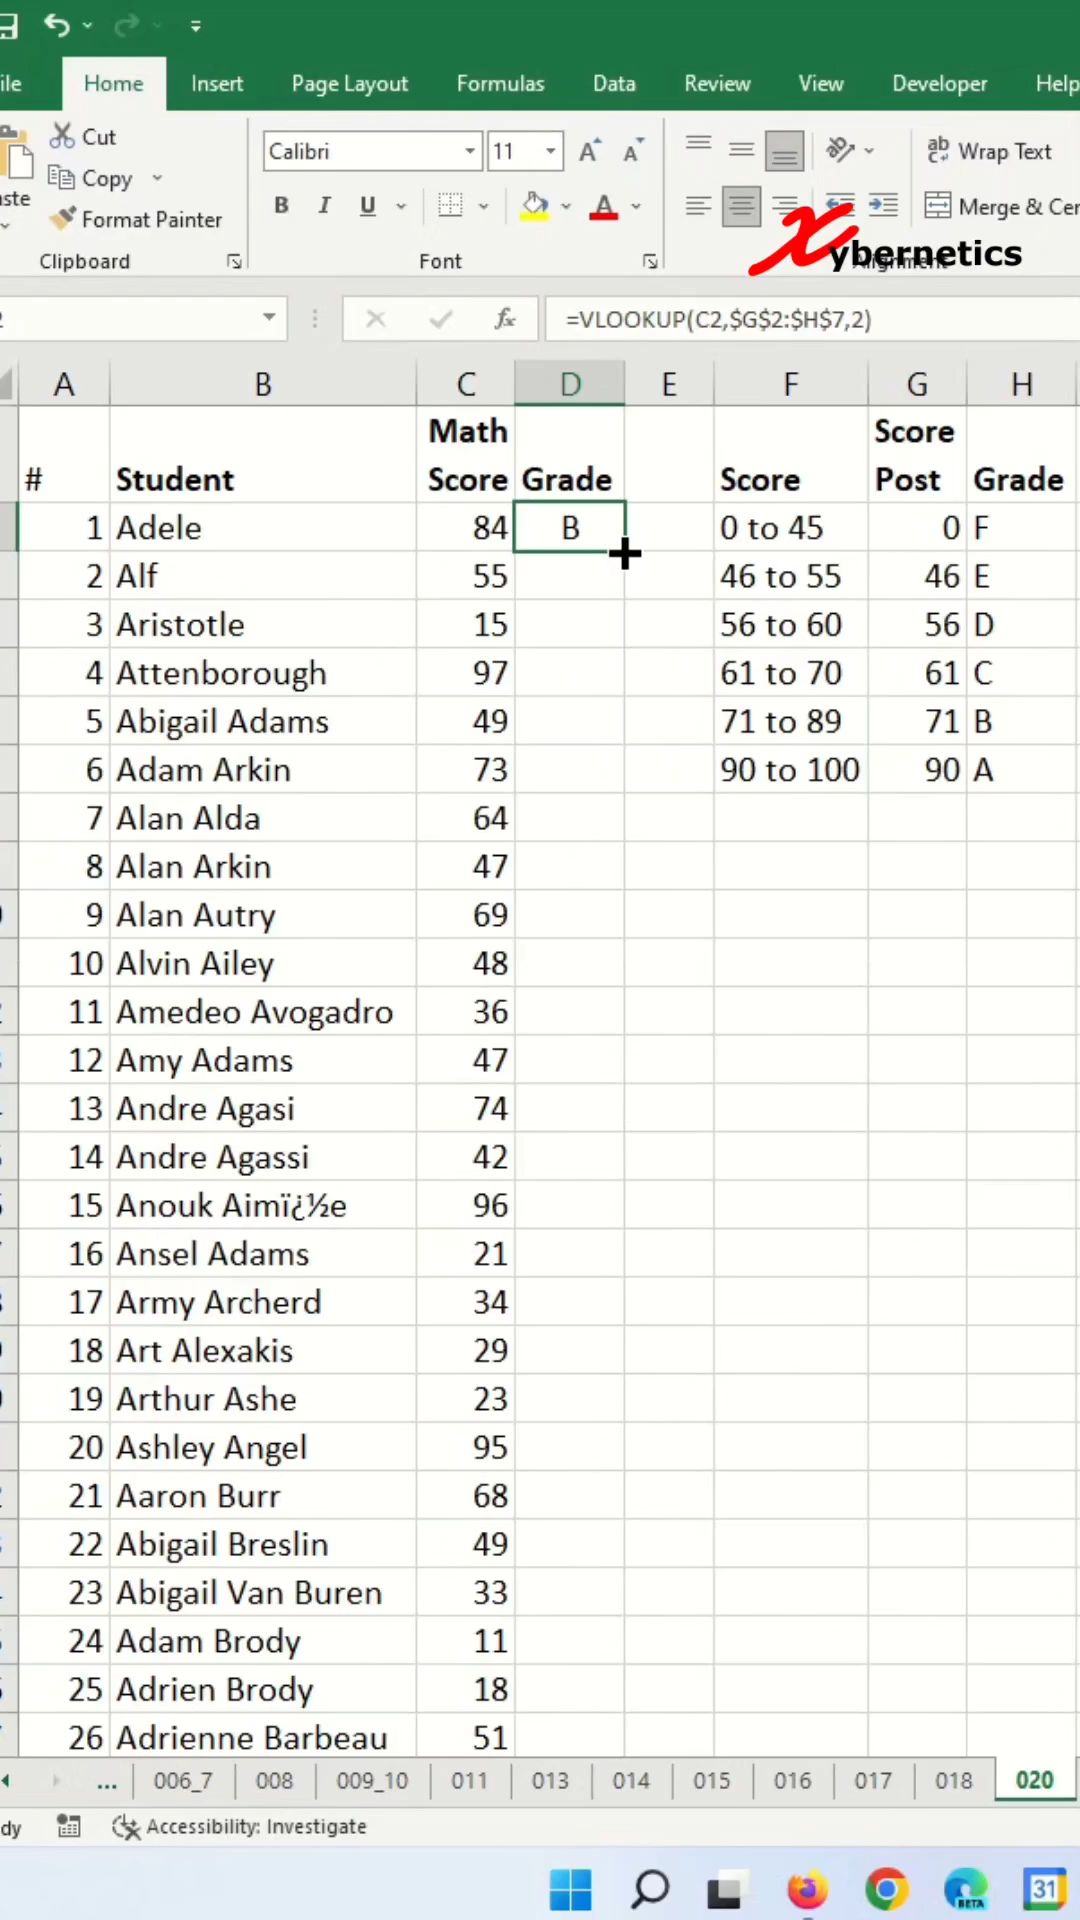 ile Home Insert Page Layout Formulas Data Review View Developer Help
Cut
Copy
aste
Format Painter
Clipboard
Calibri 11
B I U A
Font
ab Wrap Text
Merge & Cer
Alignment
Xybernetics
fx =VLOOKUP(C2,$G$2:$H$7,2)
A B C D E F G H
Math Score
# Student Score Grade Score Post Grade
1 Adele 84 B 0 to 45 0 F
2 Alf 55 46 to 55 46 E
3 Aristotle 15 56 to 60 56 D
4 Attenborough 97 61 to 70 61 C
5 Abigail Adams 49 71 to 89 71 B
6 Adam Arkin 73 90 to 100 90 A
7 Alan Alda 64
8 Alan Arkin 47
9 Alan Autry 69
10 Alvin Ailey 48
11 Amedeo Avogadro 36
12 Amy Adams 47
13 Andre Agasi 74
14 Andre Agassi 42
15 Anouk Aimï¿½e 96
16 Ansel Adams 21
17 Army Archerd 34
18 Art Alexakis 29
19 Arthur Ashe 23
20 Ashley Angel 95
21 Aaron Burr 68
22 Abigail Breslin 49
23 Abigail Van Buren 33
24 Adam Brody 11
25 Adrien Brody 18
26 Adrienne Barbeau 51
... 006_7 008 009_10 011 013 014 015 016 017 018 020
dy Accessibility: Investigate
BETA 31